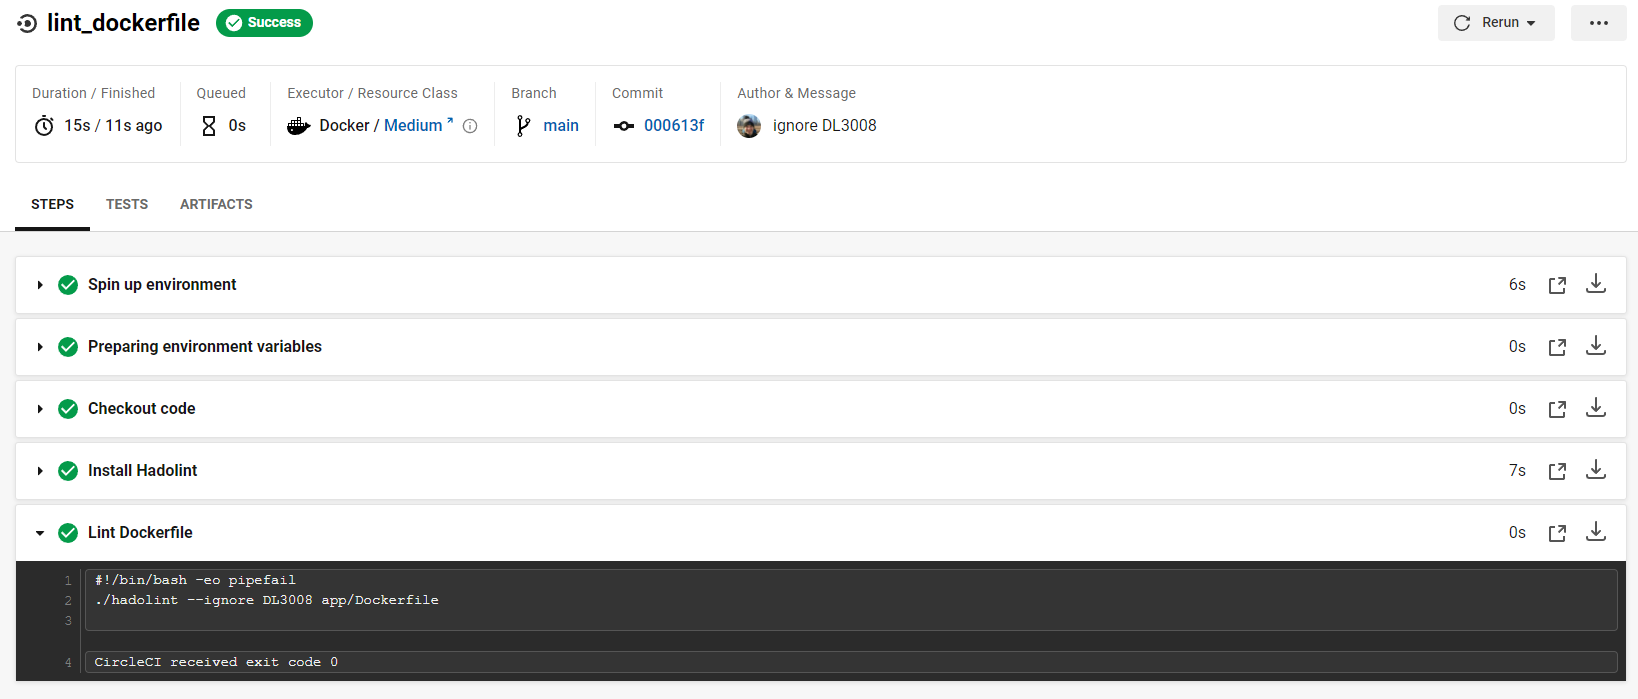 lint_dockerfile Success Rerun
Duration / Finished Queued Executor / Resource Class Branch Commit Author & Message
15s / 11s ago 0s Docker / Medium main 000613f ignore DL3008
STEPS TESTS ARTIFACTS
Spin up environment 6s
Preparing environment variables 0s
Checkout code 0s
Install Hadolint 7s
Lint Dockerfile 0s
1 #!/bin/bash -eo pipefail
2 ./hadolint --ignore DL3008 app/Dockerfile
3
4 CircleCI received exit code 0